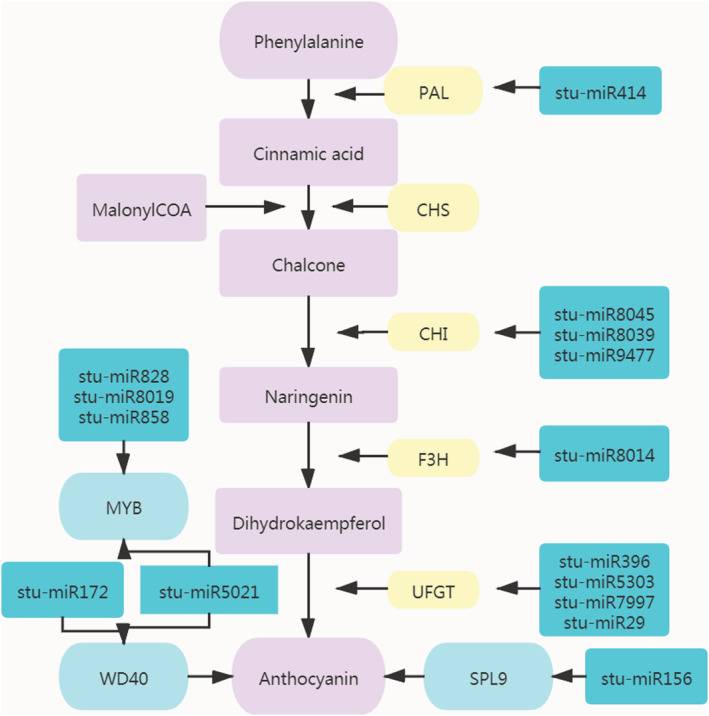 Phenylalanine
PAL
stu-miR414
Cinnamic acid
MalonylCOA
CHS
Chalcone
stu-miR8045
stu-miR8039
stu-miR9477
CHI
stu-miR828
stu-miR8019
stu-miR858
Naringenin
F3H
stu-miR8014
MYB
Dihydrokaempferol
stu-miR172
stu-miR5021
UFGT
stu-miR396
stu-miR5303
stu-miR7997
stu-miR29
WD40
Anthocyanin
SPL9
stu-miR156